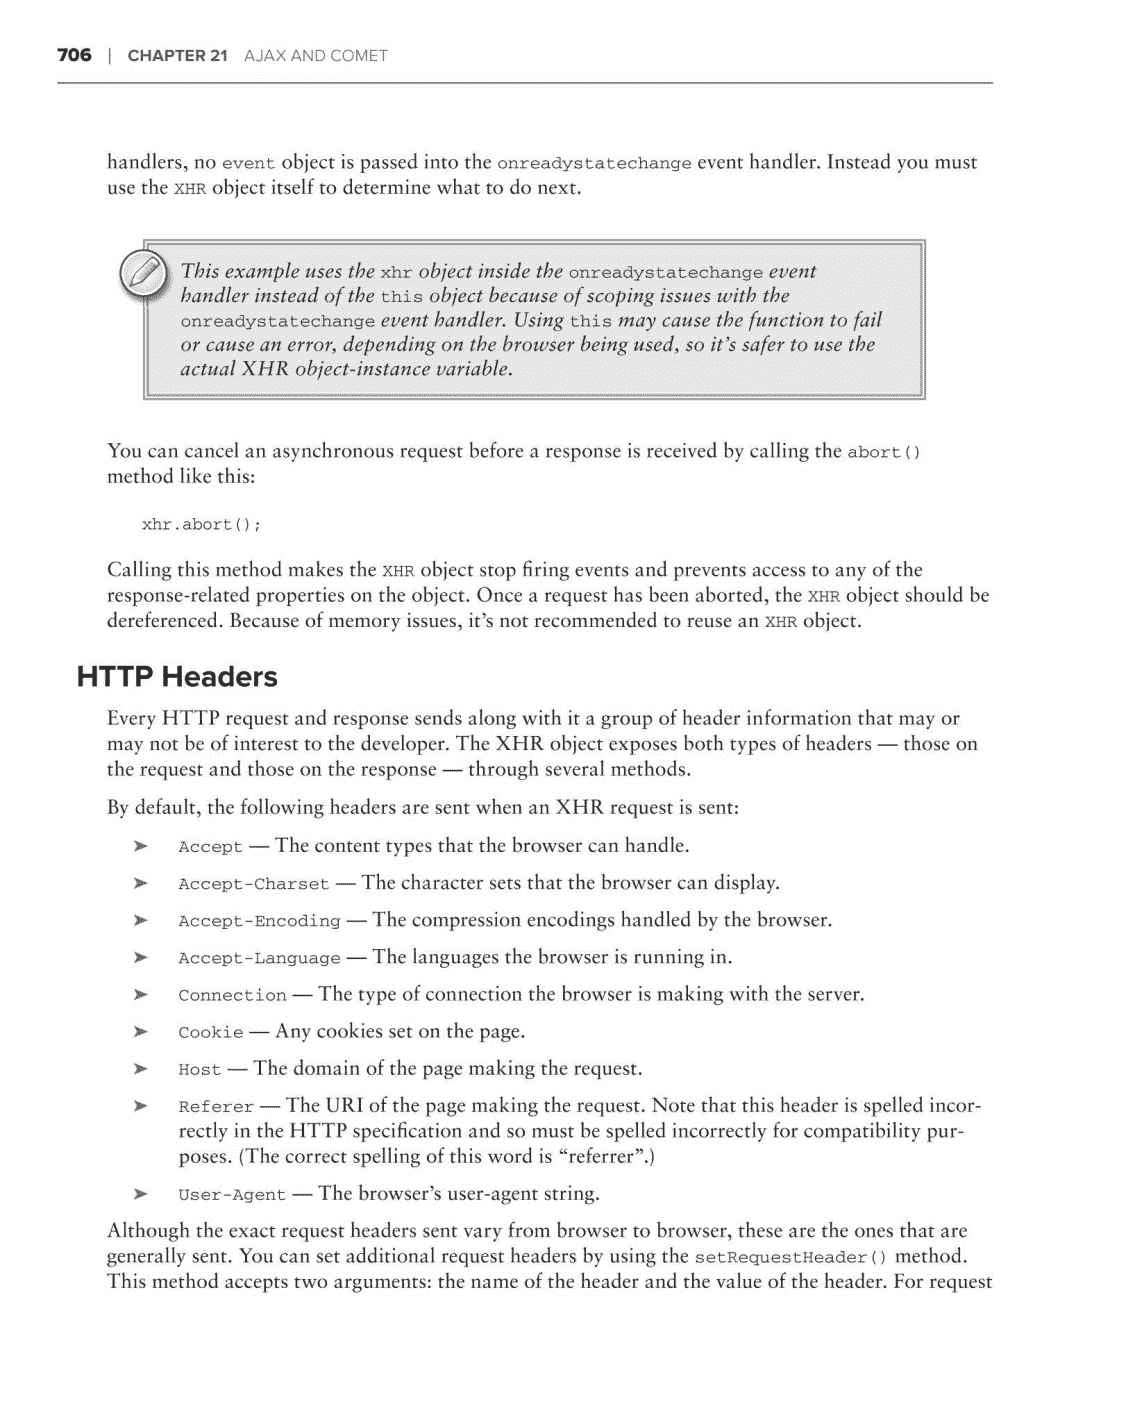 706 | CHAPTER 21 AJAX AND COMET
handlers, no event object is passed into the onreadystatechange event handler. Instead you must
use the XHR object itself to determine what to do next.
This example uses the xhr object inside the onreadystatechange event
handler instead of the this object because of scoping issues with the
onreadystatechange event handler. Using this may cause the function to fail
or cause an error, depending on the browser being used, so it's safer to use the
actual XHR object-instance variable.
You can cancel an asynchronous request before a response is received by calling the abort()
method like this:
xhr.abort();
Calling this method makes the XHR object stop firing events and prevents access to any of the
response-related properties on the object. Once a request has been aborted, the XHR object should be
dereferenced. Because of memory issues, it's not recommended to reuse an XHR object.
HTTP Headers
Every HTTP request and response sends along with it a group of header information that may or
may not be of interest to the developer. The XHR object exposes both types of headers — those on
the request and those on the response — through several methods.
By default, the following headers are sent when an XHR request is sent:
➤ Accept — The content types that the browser can handle.
➤ Accept-Charset — The character sets that the browser can display.
➤ Accept-Encoding — The compression encodings handled by the browser.
➤ Accept-Language — The languages the browser is running in.
➤ Connection — The type of connection the browser is making with the server.
➤ Cookie — Any cookies set on the page.
➤ Host — The domain of the page making the request.
➤ Referer — The URI of the page making the request. Note that this header is spelled incor-
rectly in the HTTP specification and so must be spelled incorrectly for compatibility pur-
poses. (The correct spelling of this word is “referrer”.)
➤ User-Agent — The browser's user-agent string.
Although the exact request headers sent vary from browser to browser, these are the ones that are
generally sent. You can set additional request headers by using the setRequestHeader() method.
This method accepts two arguments: the name of the header and the value of the header. For request